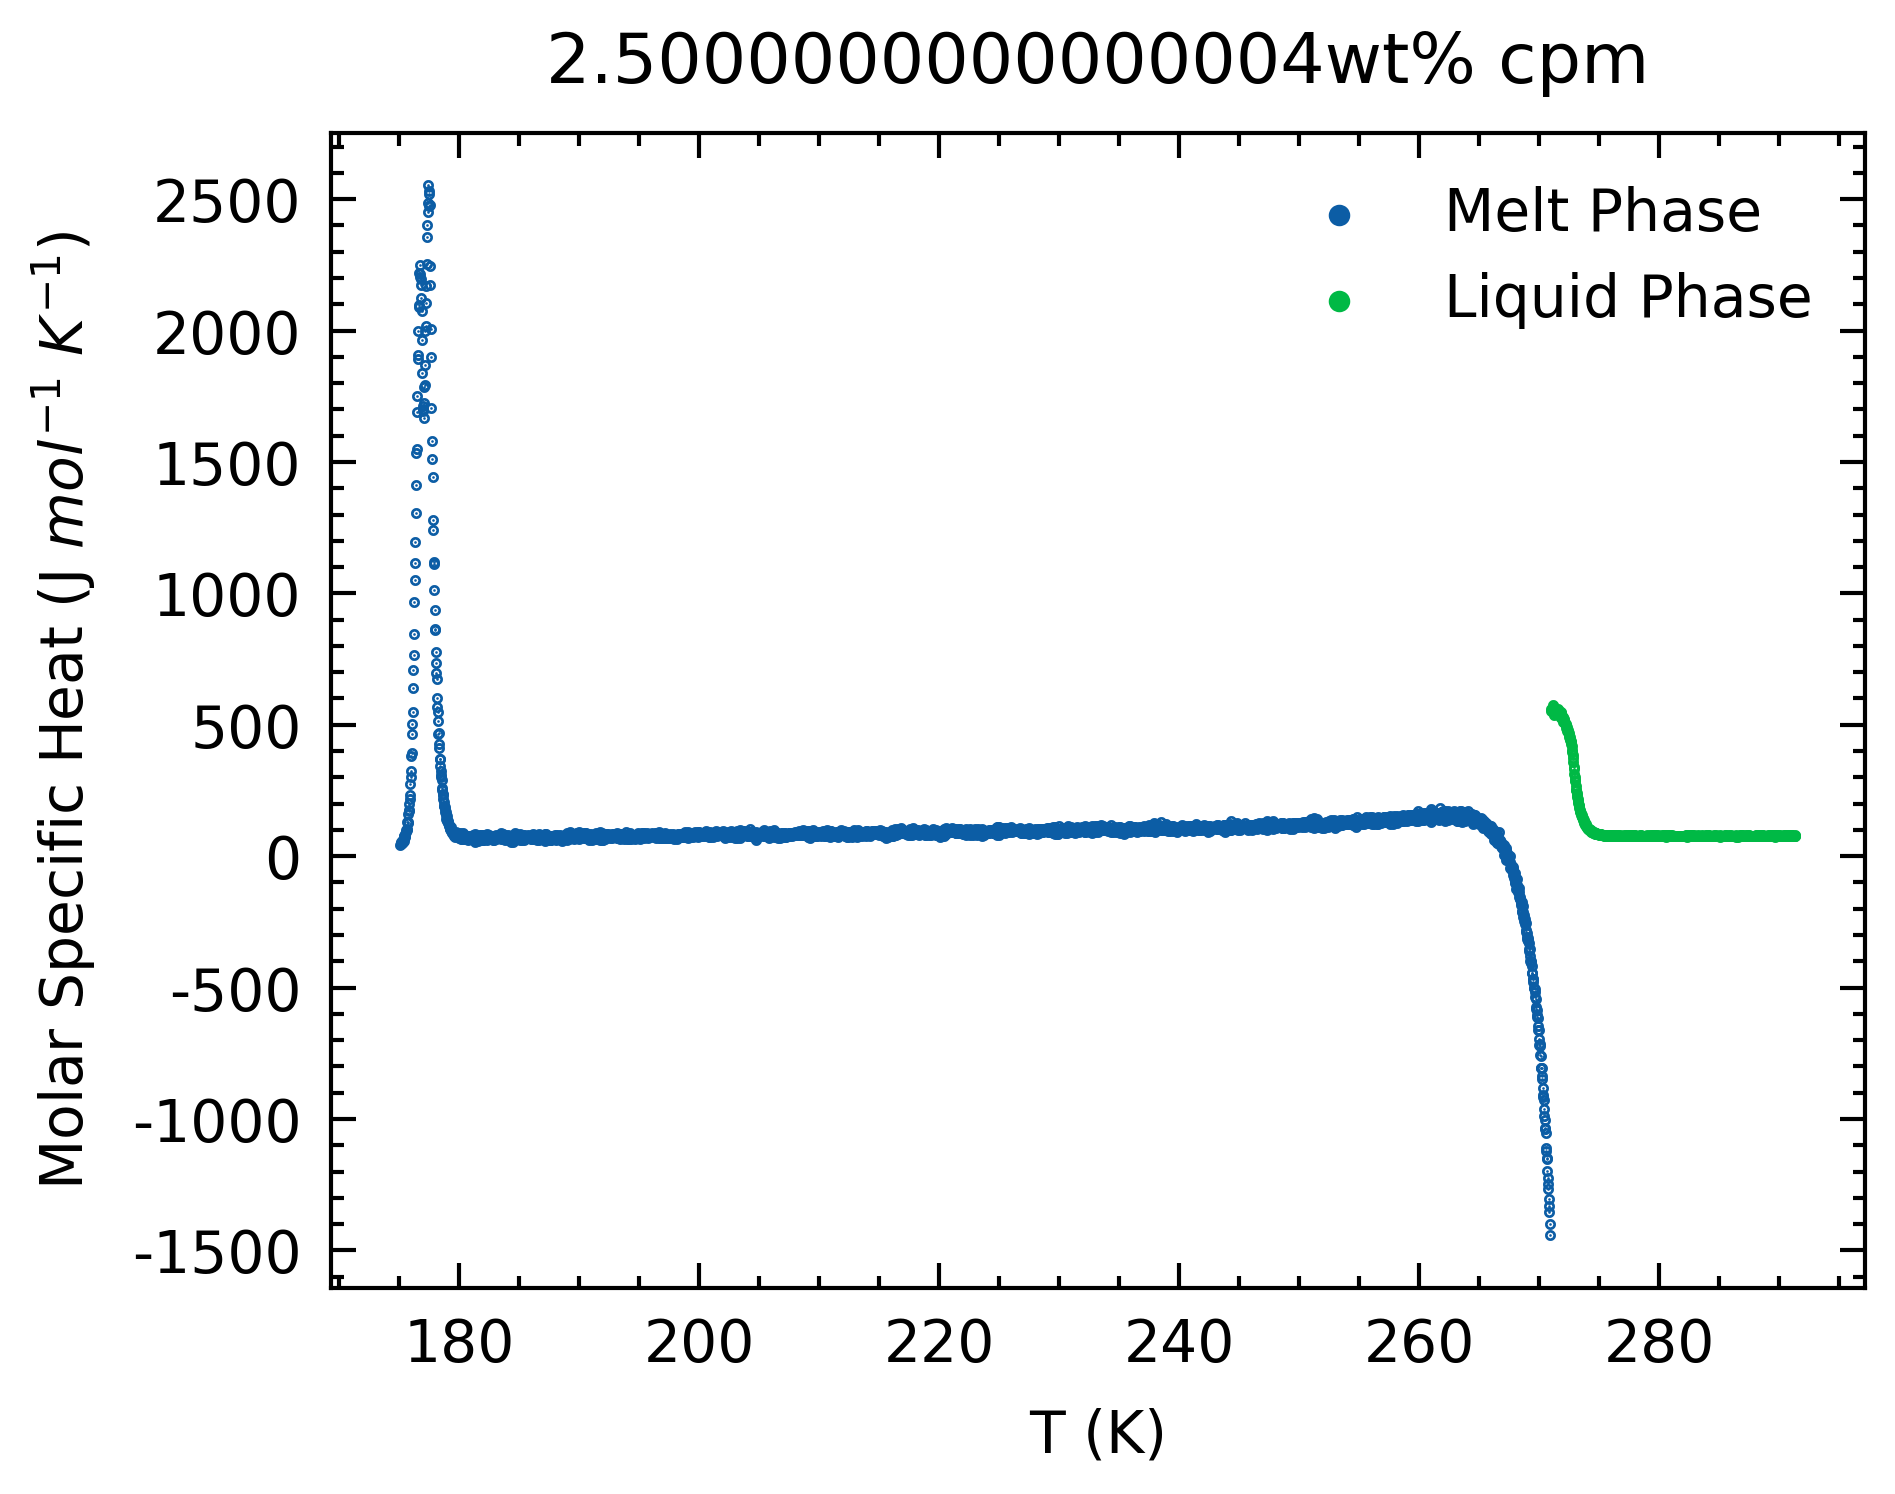 2.5000000000000004wt% cpm
Melt Phase
Liquid Phase
Molar Specific Heat (J mol⁻¹ K⁻¹)
2500
2000
1500
1000
500
0
-500
-1000
-1500
180 200 220 240 260 280
T (K)